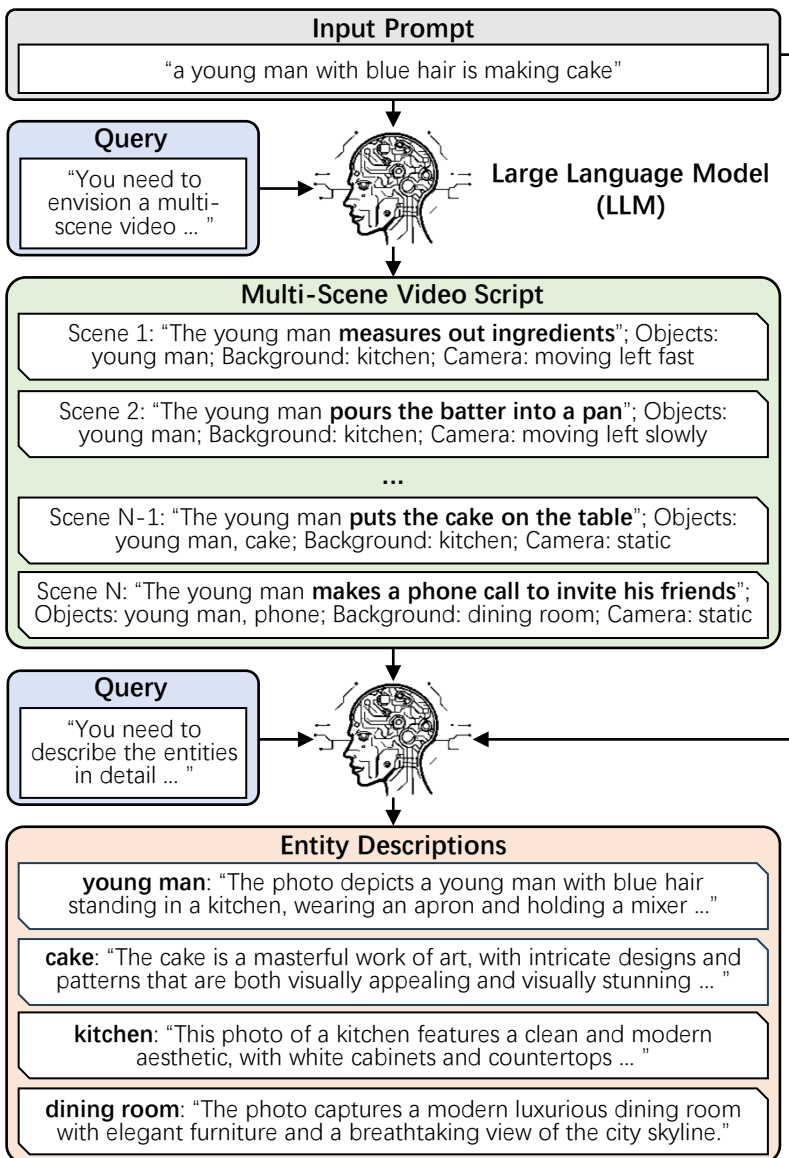 Input Prompt
“a young man with blue hair is making cake”
Query
“You need to
envision a multi-
scene video ... ”
Large Language Model
(LLM)
Multi-Scene Video Script
Scene 1: “The young man measures out ingredients”; Objects:
young man; Background: kitchen; Camera: moving left fast
Scene 2: “The young man pours the batter into a pan”; Objects:
young man; Background: kitchen; Camera: moving left slowly
...
Scene N-1: “The young man puts the cake on the table”; Objects:
young man, cake; Background: kitchen; Camera: static
Scene N: “The young man makes a phone call to invite his friends”;
Objects: young man, phone; Background: dining room; Camera: static
Query
“You need to
describe the entities
in detail ... ”
Entity Descriptions
young man: “The photo depicts a young man with blue hair
standing in a kitchen, wearing an apron and holding a mixer ...”
cake: “The cake is a masterful work of art, with intricate designs and
patterns that are both visually appealing and visually stunning ... ”
kitchen: “This photo of a kitchen features a clean and modern
aesthetic, with white cabinets and countertops ... ”
dining room: “The photo captures a modern luxurious dining room
with elegant furniture and a breathtaking view of the city skyline.”